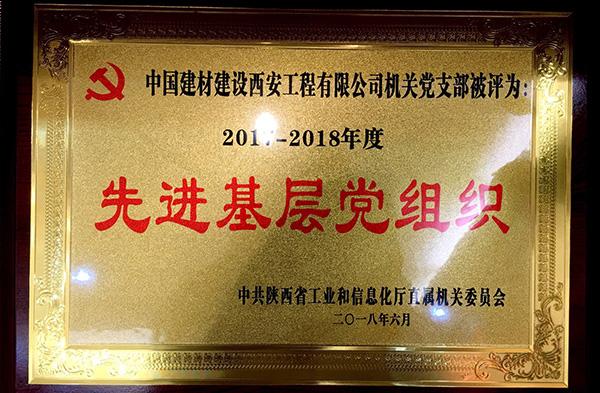 中国建材建设西安工程有限公司机关党支部被评为:
2017-2018年度
先进基层党组织
中共陕西省工业和信息化厅直属机关委员会
二〇一八年六月